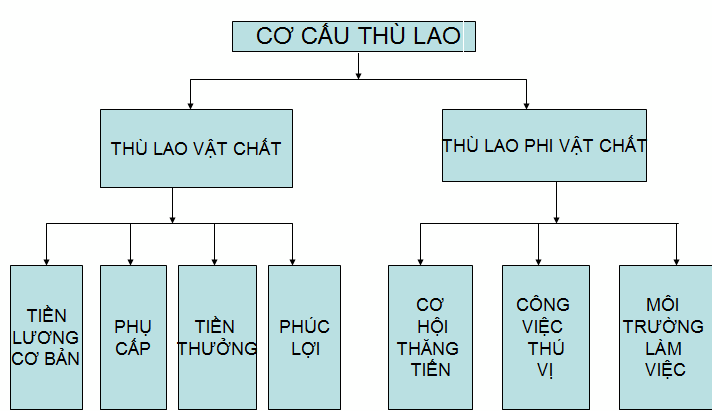 CƠ CẤU THÙ LAO
THÙ LAO VẬT CHẤT
THÙ LAO PHI VẬT CHẤT
TIỀN
LƯƠNG
CƠ BẢN
PHỤ
CẤP
TIỀN
THƯỞNG
PHÚC
LỢI
CƠ
HỘI
THĂNG
TIẾN
CÔNG
VIỆC
THÚ
VỊ
MÔI
TRƯỜNG
LÀM
VIỆC